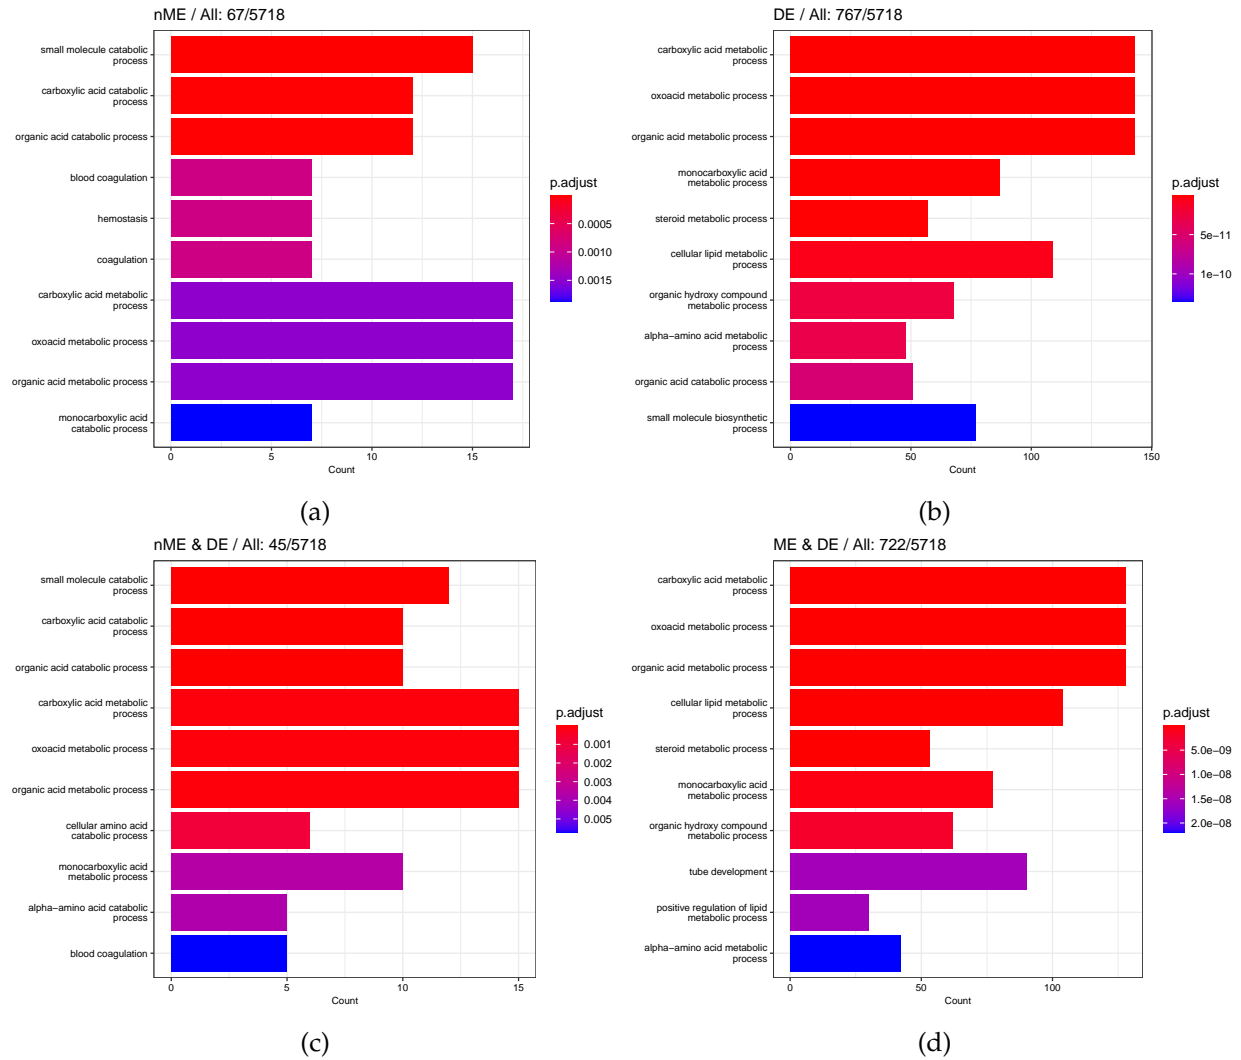 nME / All: 67/5718
small molecule catabolic
process
carboxylic acid catabolic
process
organic acid catabolic process
blood coagulation
hemostasis
coagulation
carboxylic acid metabolic
process
oxoacid metabolic process
organic acid metabolic process
monocarboxylic acid
catabolic process
0
5
10
15
Count
p.adjust
0.0005
0.0010
0.0015
(a)
DE / All: 767/5718
carboxylic acid metabolic
process
oxoacid metabolic process
organic acid metabolic process
monocarboxylic acid
metabolic process
steroid metabolic process
cellular lipid metabolic
process
organic hydroxy compound
metabolic process
alpha−amino acid metabolic
process
organic acid catabolic process
small molecule biosynthetic
process
0
50
100
150
Count
p.adjust
5e−11
1e−10
(b)
nME & DE / All: 45/5718
small molecule catabolic
process
carboxylic acid catabolic
process
organic acid catabolic process
carboxylic acid metabolic
process
oxoacid metabolic process
organic acid metabolic process
cellular amino acid
catabolic process
monocarboxylic acid
metabolic process
alpha−amino acid catabolic
process
blood coagulation
0
5
10
15
Count
p.adjust
0.001
0.002
0.003
0.004
0.005
(c)
ME & DE / All: 722/5718
carboxylic acid metabolic
process
oxoacid metabolic process
organic acid metabolic process
cellular lipid metabolic
process
steroid metabolic process
monocarboxylic acid
metabolic process
organic hydroxy compound
metabolic process
tube development
positive regulation of lipid
metabolic process
alpha−amino acid metabolic
process
0
50
100
Count
p.adjust
5.0e−09
1.0e−08
1.5e−08
2.0e−08
(d)